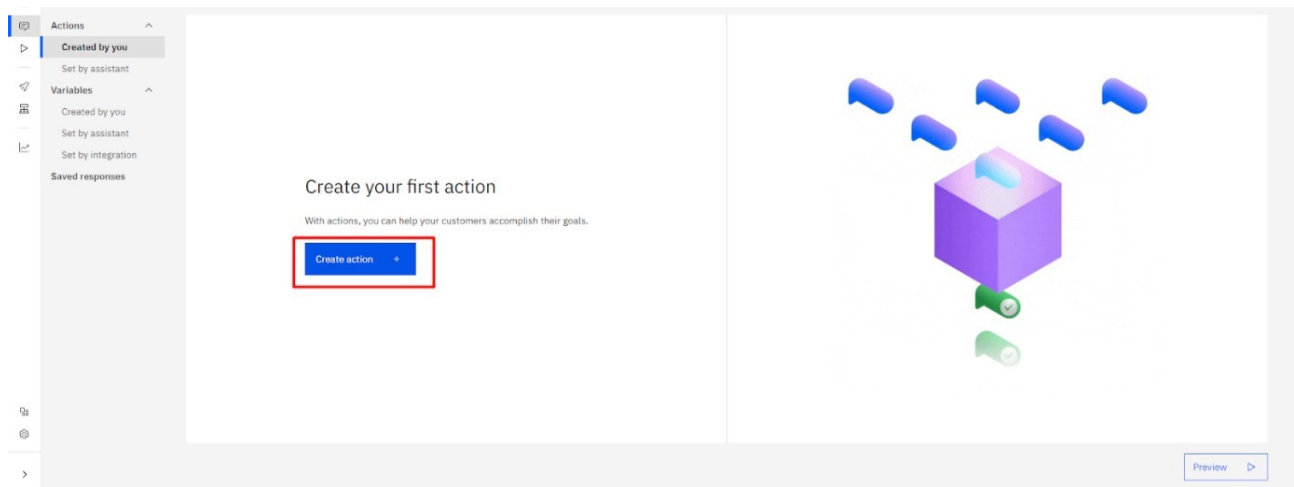 Actions
Created by you
Set by assistant
Variables
Created by you
Set by assistant
Set by integration
Saved responses
Create your first action
With actions, you can help your customers accomplish their goals.
Create action +
Preview